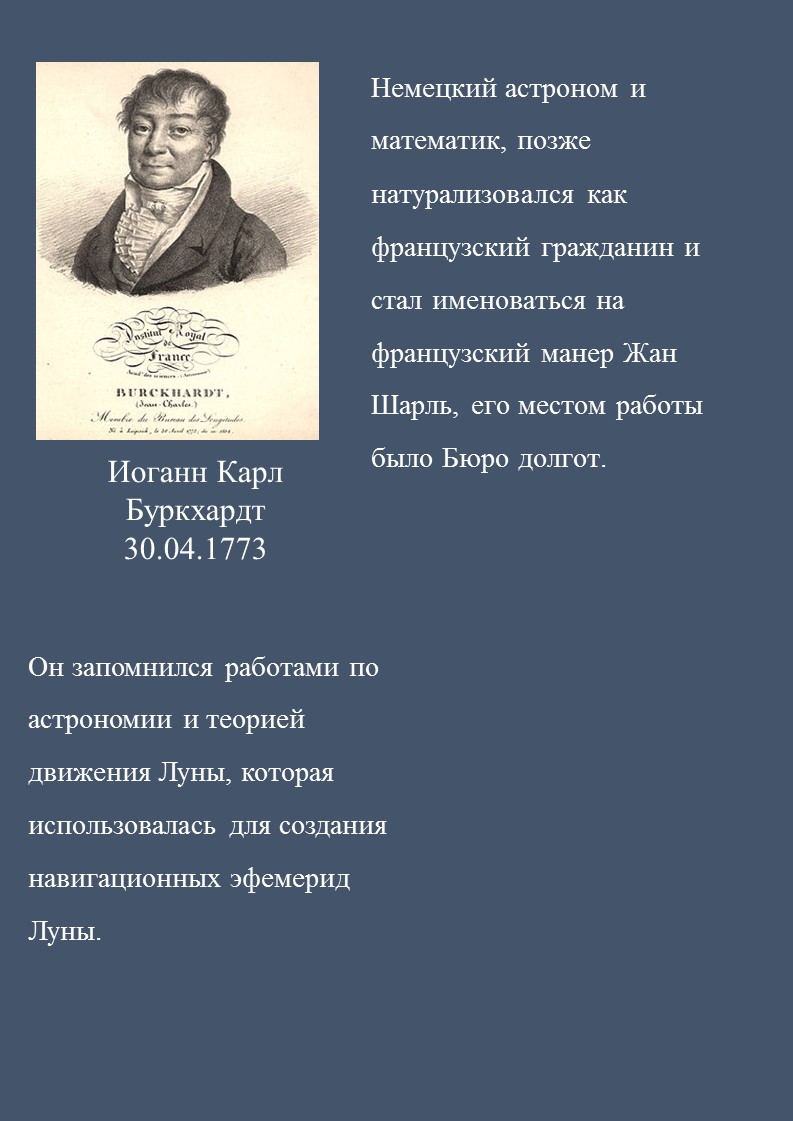 Institut Royal
de
France.
BURCKHARDT,
(Jean-Charles.)
Membre du Bureau des Longitudes.
Иоганн Карл
Буркхардт
30.04.1773
Немецкий астроном и
математик, позже
натурализовался как
французский гражданин и
стал именоваться на
французский манер Жан
Шарль, его местом работы
было Бюро долгот.
Он запомнился работами по
астрономии и теорией
движения Луны, которая
использовалась для создания
навигационных эфемерид
Луны.